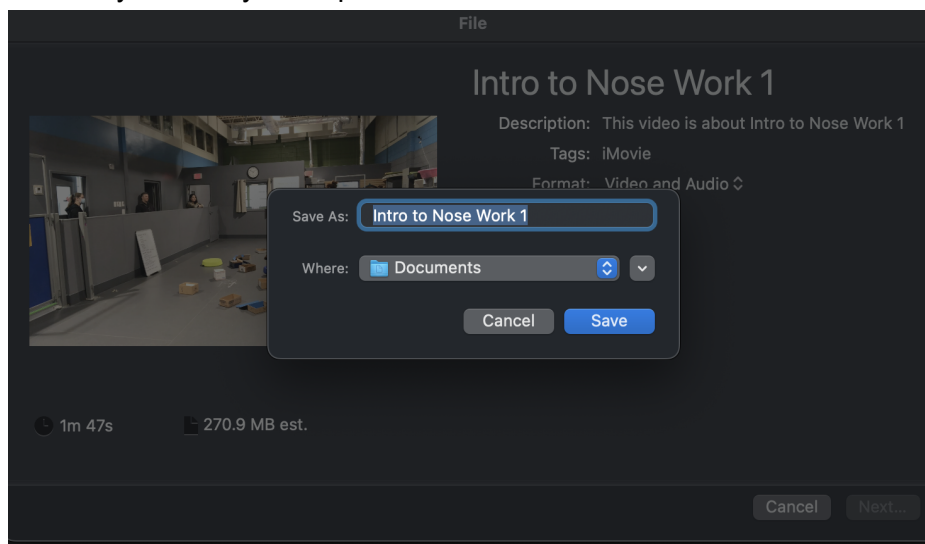 File
Intro to Nose Work 1
Description: This video is about Intro to Nose Work 1
Tags: iMovie
Format: Video and Audio
Save As: Intro to Nose Work 1
Where: Documents
Cancel Save
1m 47s 270.9 MB est.
Cancel Next...